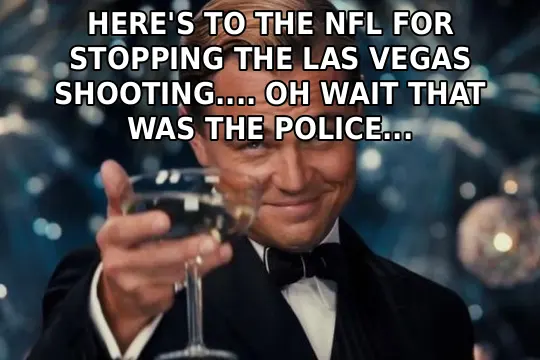 HERE'S TO THE NFL FOR
STOPPING THE LAS VEGAS
SHOOTING.... OH WAIT THAT
WAS THE POLICE...